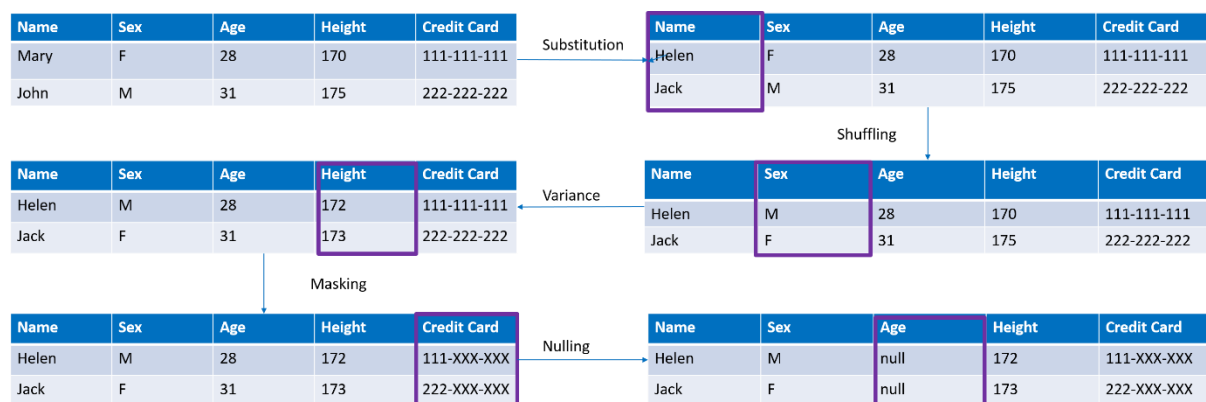 Name Sex Age Height Credit Card
Mary F 28 170 111-111-111
John M 31 175 222-222-222
Substitution
Name Sex Age Height Credit Card
Helen F 28 170 111-111-111
Jack M 31 175 222-222-222
Shuffling
Name Sex Age Height Credit Card
Helen M 28 170 111-111-111
Jack F 31 175 222-222-222
Variance
Name Sex Age Height Credit Card
Helen M 28 172 111-111-111
Jack F 31 173 222-222-222
Masking
Name Sex Age Height Credit Card
Helen M 28 172 111-XXX-XXX
Jack F 31 173 222-XXX-XXX
Nulling
Name Sex Age Height Credit Card
Helen M null 172 111-XXX-XXX
Jack F null 173 222-XXX-XXX